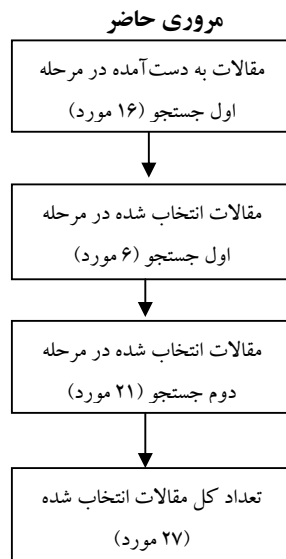 مروری حاضر
مقالات به دست‌آمده در مرحله
اول جستجو (۱۶ مورد)
مقالات انتخاب شده در مرحله
اول جستجو (۶ مورد)
مقالات انتخاب شده در مرحله
دوم جستجو (۲۱ مورد)
تعداد کل مقالات انتخاب شده
(۲۷ مورد)